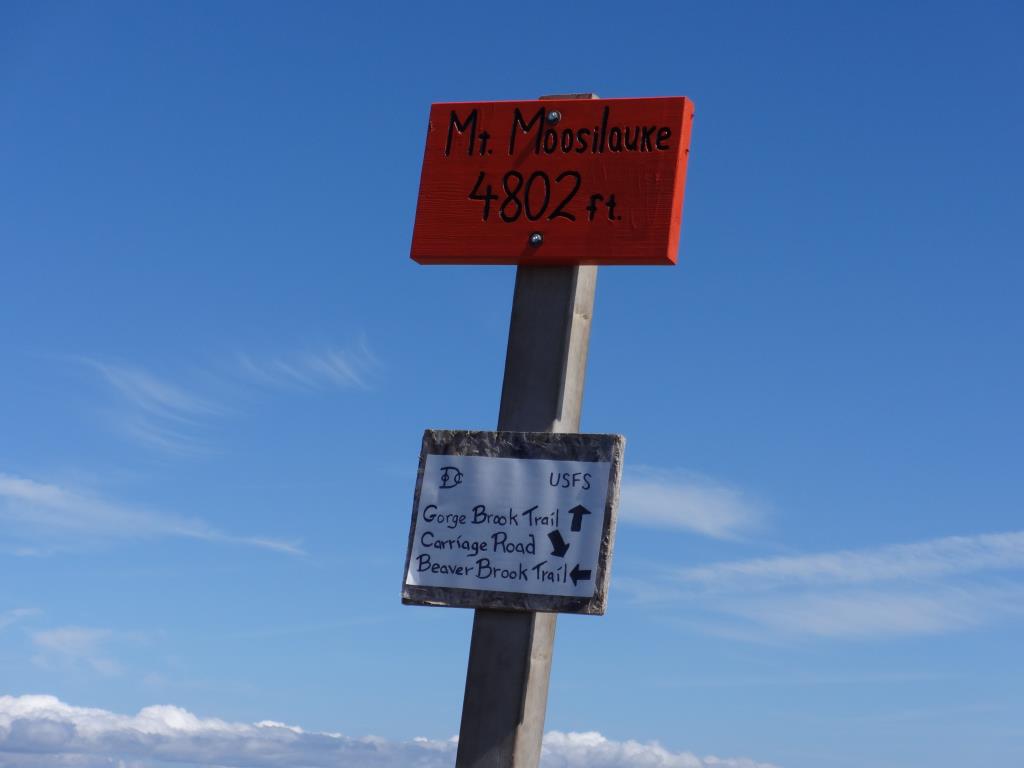 Mt. Moosilauke
4802 ft.
DOC USFS
Gorge Brook Trail ↑
Carriage Road ↘
Beaver Brook Trail ←